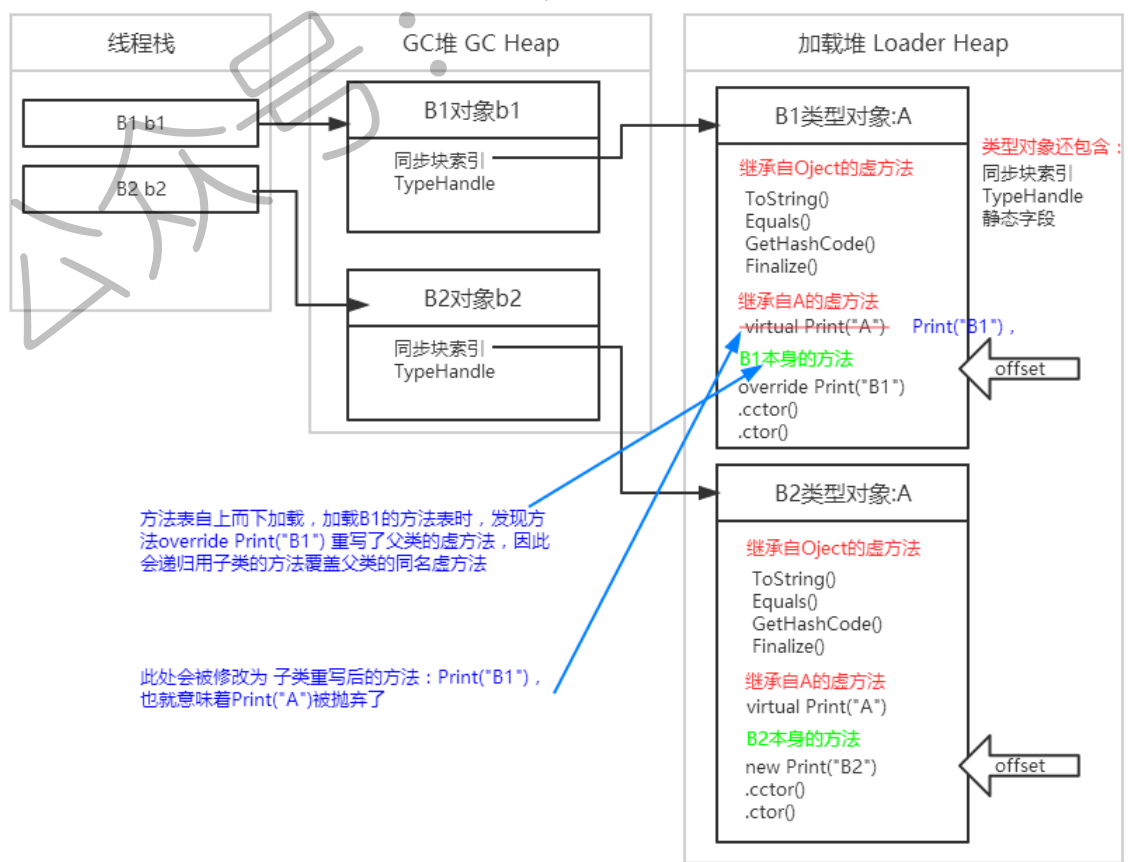 线程栈
B1 b1
B2 b2
GC堆 GC Heap
B1对象b1
同步块索引
TypeHandle
B2对象b2
同步块索引
TypeHandle
加载堆 Loader Heap
B1类型对象:A
继承自Oject的虚方法
ToString()
Equals()
GetHashCode()
Finalize()
继承自A的虚方法
virtual Print("A")
Print("B1") ,
B1本身的方法
override Print("B1")
.cctor()
.ctor()
offset
类型对象还包含：
同步块索引
TypeHandle
静态字段
B2类型对象:A
继承自Oject的虚方法
ToString()
Equals()
GetHashCode()
Finalize()
继承自A的虚方法
virtual Print("A")
B2本身的方法
new Print("B2")
.cctor()
.ctor()
offset
方法表自上而下加载，加载B1的方法表时，发现方
法override Print("B1") 重写了父类的虚方法，因此
会递归用子类的方法覆盖父类的同名虚方法
此处会被修改为 子类重写后的方法：Print("B1")，
也就意味着Print("A")被抛弃了
公众号：